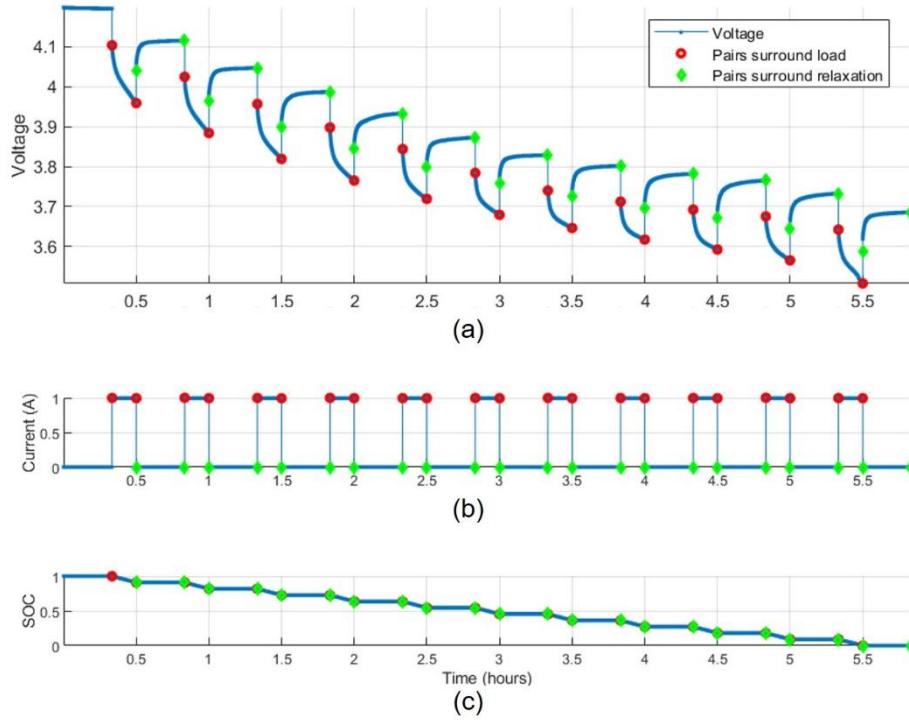 Voltage
Pairs surround load
Pairs surround relaxation
4.1
4
3.9
3.8
3.7
3.6
Voltage
0.5 1 1.5 2 2.5 3 3.5 4 4.5 5 5.5
(a)
1
0.5
0
Current (A)
0.5 1 1.5 2 2.5 3 3.5 4 4.5 5 5.5
(b)
1
0.5
0
SOC
0.5 1 1.5 2 2.5 3 3.5 4 4.5 5 5.5
Time (hours)
(c)